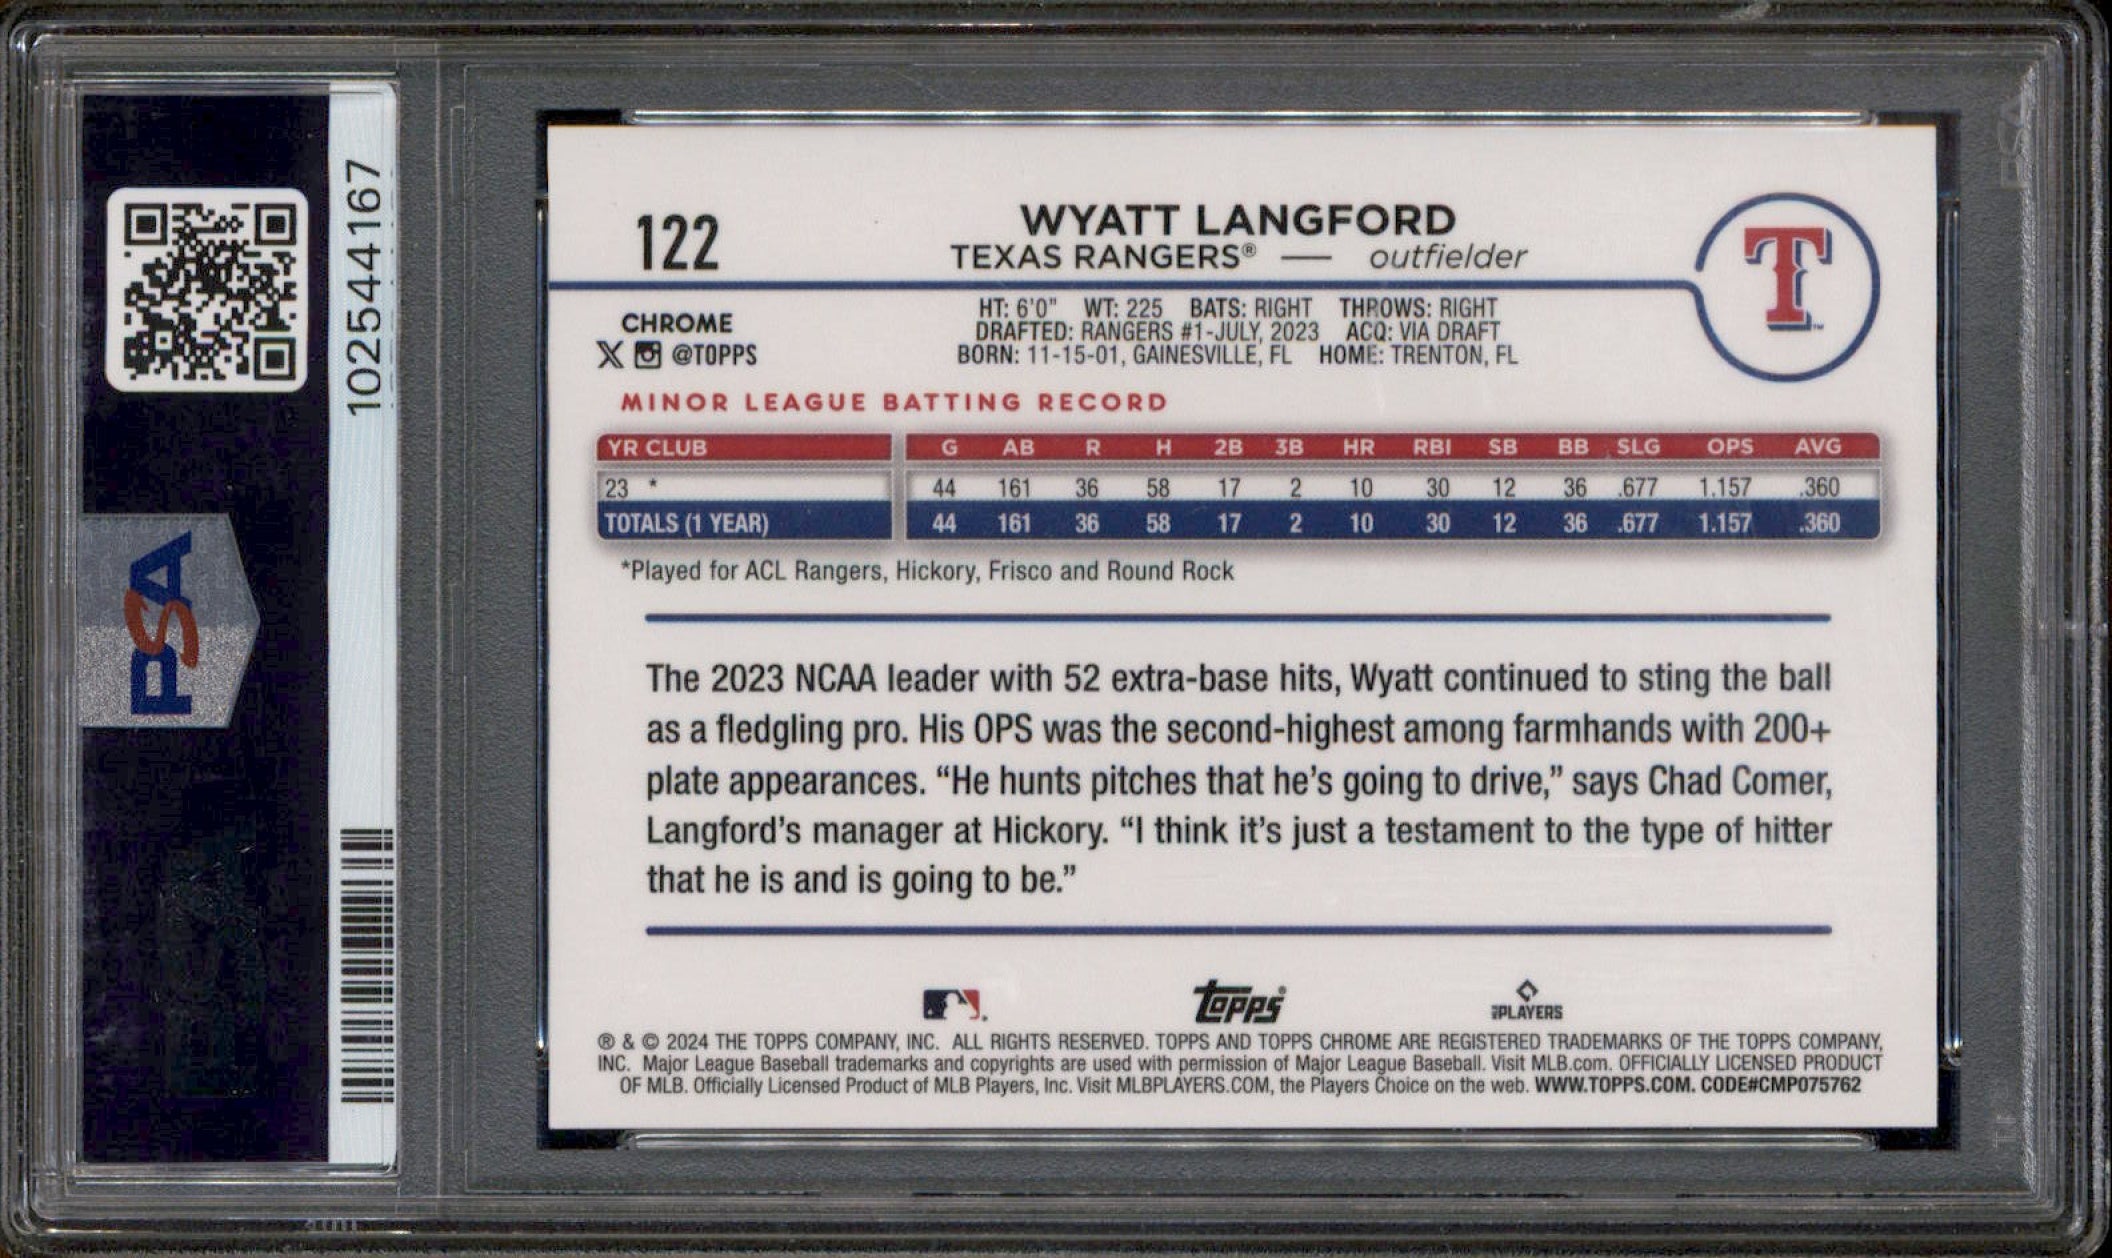 102544167
PSA
122
WYATT LANGFORD
TEXAS RANGERS® — outfielder
T
™
CHROME
X @TOPPS
HT: 6'0" WT: 225 BATS: RIGHT THROWS: RIGHT
DRAFTED: RANGERS #1-JULY, 2023 ACQ: VIA DRAFT
BORN: 11-15-01, GAINESVILLE, FL HOME: TRENTON, FL
MINOR LEAGUE BATTING RECORD
YR CLUB G AB R H 2B 3B HR RBI SB BB SLG OPS AVG
23 * 44 161 36 58 17 2 10 30 12 36 .677 1.157 .360
TOTALS (1 YEAR) 44 161 36 58 17 2 10 30 12 36 .677 1.157 .360
*Played for ACL Rangers, Hickory, Frisco and Round Rock
The 2023 NCAA leader with 52 extra-base hits, Wyatt continued to sting the ball
as a fledgling pro. His OPS was the second-highest among farmhands with 200+
plate appearances. “He hunts pitches that he’s going to drive,” says Chad Comer,
Langford’s manager at Hickory. “I think it’s just a testament to the type of hitter
that he is and is going to be.”
Topps®
PLAYERS
® & © 2024 THE TOPPS COMPANY, INC. ALL RIGHTS RESERVED. TOPPS AND TOPPS CHROME ARE REGISTERED TRADEMARKS OF THE TOPPS COMPANY,
INC. Major League Baseball trademarks and copyrights are used with permission of Major League Baseball. Visit MLB.com. OFFICIALLY LICENSED PRODUCT
OF MLB. Officially Licensed Product of MLB Players, Inc. Visit MLBPLAYERS.COM, the Players Choice on the web. WWW.TOPPS.COM. CODE#CMP075762
PSA